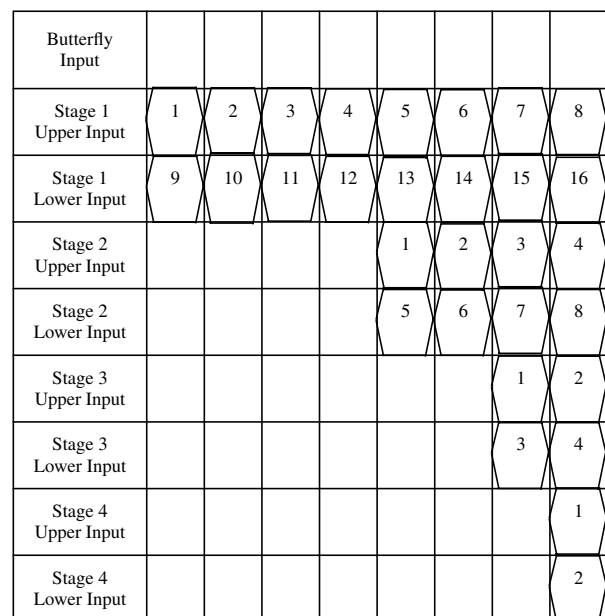 Butterfly
Input
Stage 1
Upper Input
1 2 3 4 5 6 7 8
Stage 1
Lower Input
9 10 11 12 13 14 15 16
Stage 2
Upper Input
1 2 3 4
Stage 2
Lower Input
5 6 7 8
Stage 3
Upper Input
1 2
Stage 3
Lower Input
3 4
Stage 4
Upper Input
1
Stage 4
Lower Input
2